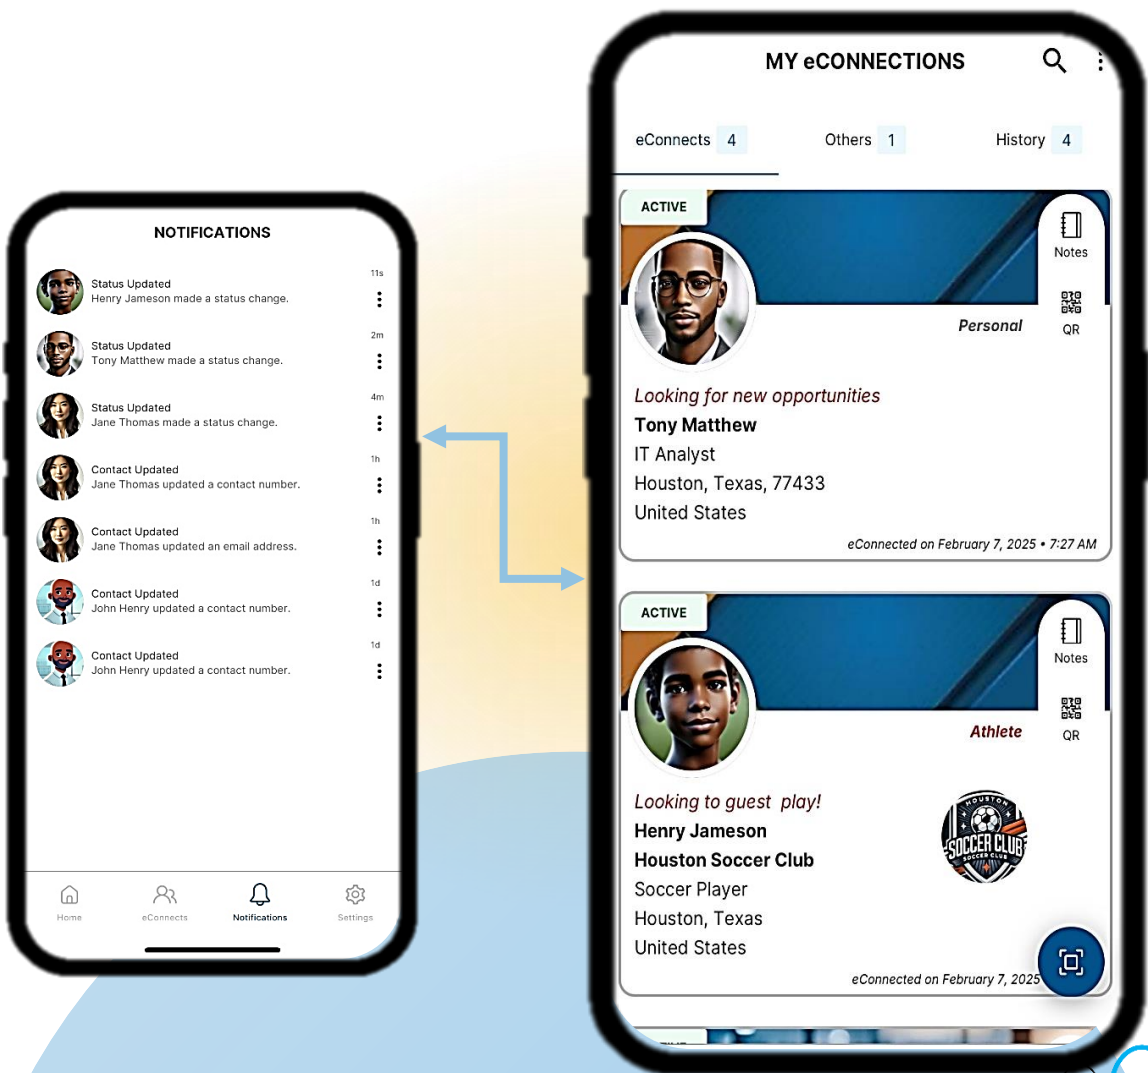 NOTIFICATIONS
Status Updated
11s
Henry Jameson made a status change.
Status Updated
2m
Tony Matthew made a status change.
Status Updated
4m
Jane Thomas made a status change.
Contact Updated
1h
Jane Thomas updated a contact number.
Contact Updated
1h
Jane Thomas updated an email address.
Contact Updated
1d
John Henry updated a contact number.
Contact Updated
1d
John Henry updated a contact number.
Home
eConnects
Notifications
Settings
MY eCONNECTIONS
eConnects 4
Others 1
History 4
ACTIVE
Notes
QR
Personal
Looking for new opportunities
Tony Matthew
IT Analyst
Houston, Texas, 77433
United States
eConnected on February 7, 2025 • 7:27 AM
ACTIVE
Notes
QR
Athlete
Looking to guest play!
Henry Jameson
Houston Soccer Club
Soccer Player
Houston, Texas
United States
HOUSTON
SOCCER CLUB
SOCCER CLUB
eConnected on February 7, 2025